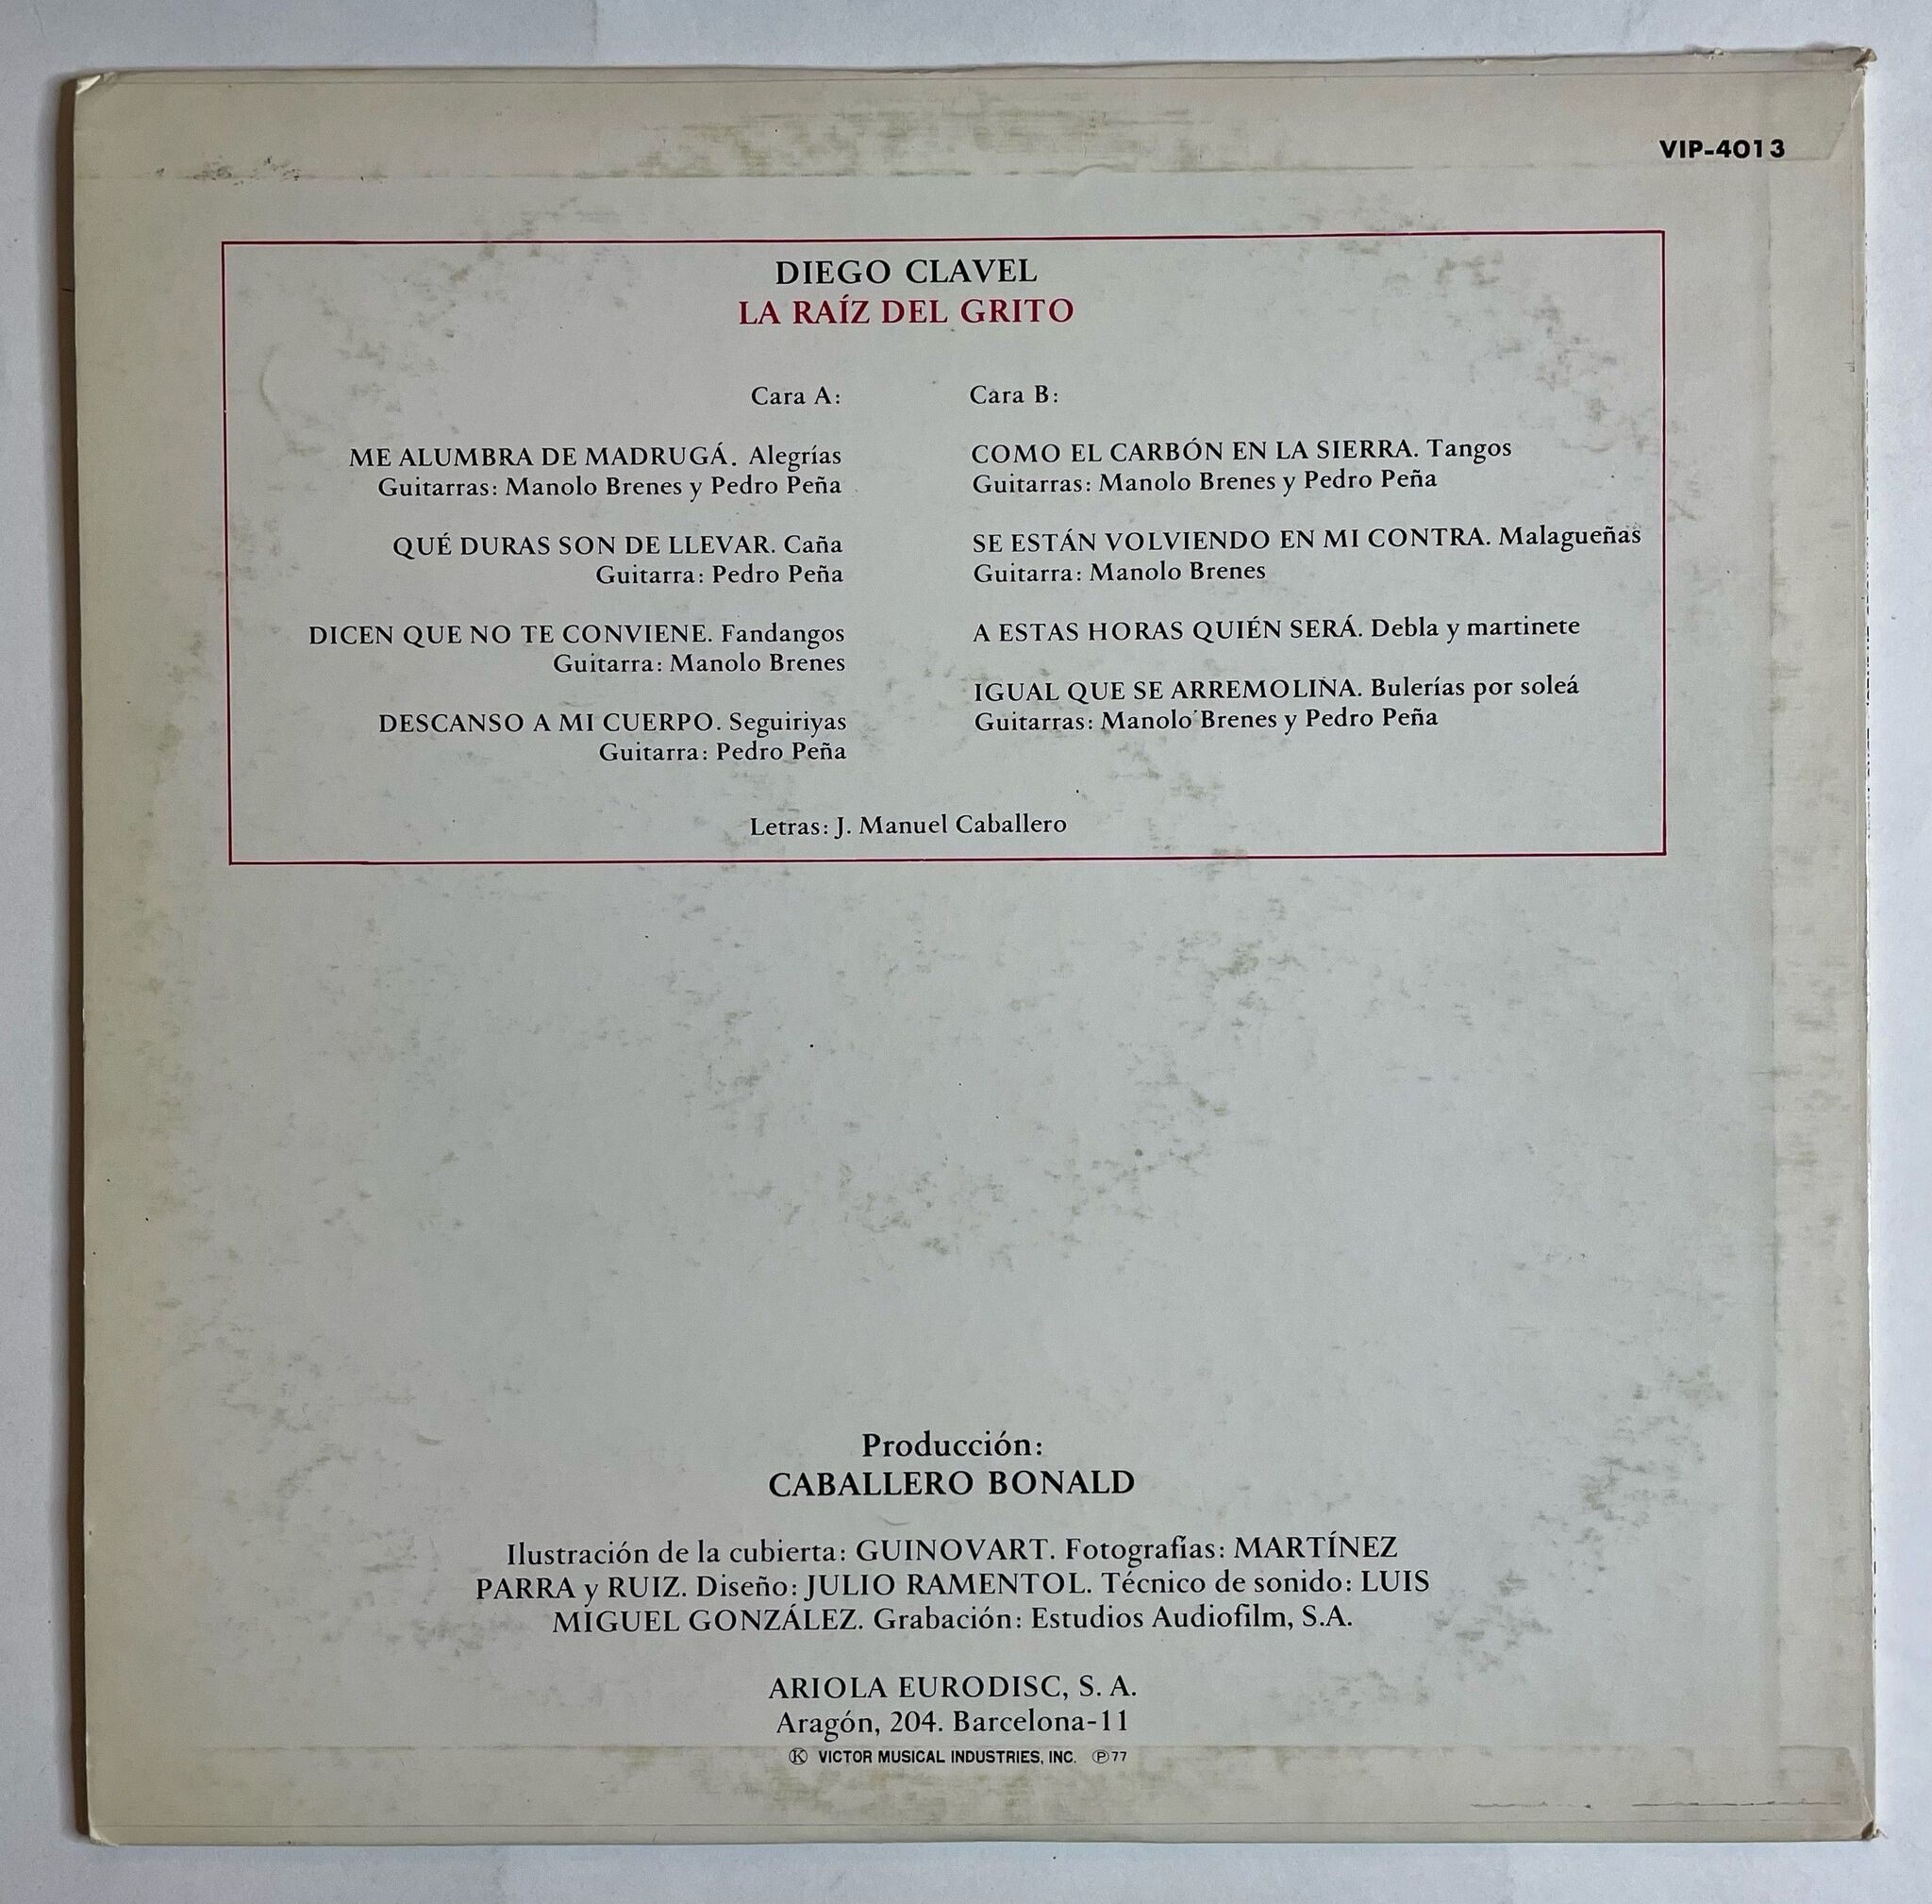 VIP-4013
DIEGO CLAVEL
LA RAÍZ DEL GRITO
Cara A:
ME ALUMBRA DE MADRUGÁ. Alegrías
Guitarras: Manolo Brenes y Pedro Peña
QUÉ DURAS SON DE LLEVAR. Caña
Guitarra: Pedro Peña
DICEN QUE NO TE CONVIENE. Fandangos
Guitarra: Manolo Brenes
DESCANSO A MI CUERPO. Seguiriyas
Guitarra: Pedro Peña
Cara B:
COMO EL CARBÓN EN LA SIERRA. Tangos
Guitarras: Manolo Brenes y Pedro Peña
SE ESTÁN VOLVIENDO EN MI CONTRA. Malagueñas
Guitarra: Manolo Brenes
A ESTAS HORAS QUIÉN SERÁ. Debla y martinete
IGUAL QUE SE ARREMOLINA. Bulerías por soleá
Guitarras: Manolo Brenes y Pedro Peña
Letras: J. Manuel Caballero
Producción:
CABALLERO BONALD
Ilustración de la cubierta: GUINOVART. Fotografías: MARTÍNEZ
PARRA y RUIZ. Diseño: JULIO RAMENTOL. Técnico de sonido: LUIS
MIGUEL GONZÁLEZ. Grabación: Estudios Audiofilm, S.A.
ARIOLA EURODISC, S. A.
Aragón, 204. Barcelona-11
Ⓚ VICTOR MUSICAL INDUSTRIES, INC. Ⓟ77